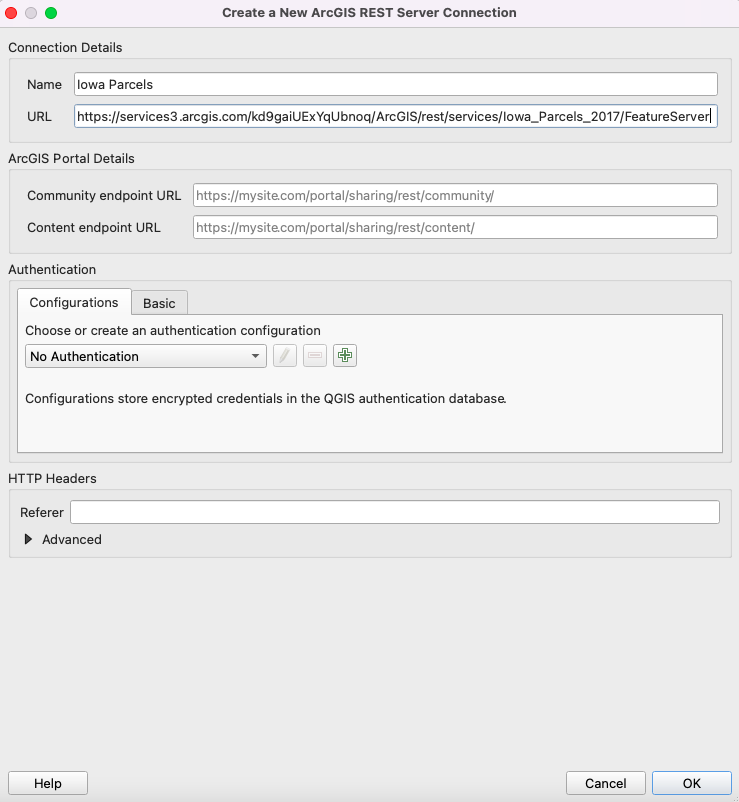 Create a New ArcGIS REST Server Connection
Connection Details
Name Iowa Parcels
URL https://services3.arcgis.com/kd9gaiUExYqUbnoq/ArcGIS/rest/services/Iowa_Parcels_2017/FeatureServer
ArcGIS Portal Details
Community endpoint URL https://mysite.com/portal/sharing/rest/community/
Content endpoint URL https://mysite.com/portal/sharing/rest/content/
Authentication
Configurations Basic
Choose or create an authentication configuration
No Authentication
Configurations store encrypted credentials in the QGIS authentication database.
HTTP Headers
Referer
Advanced
Help Cancel OK